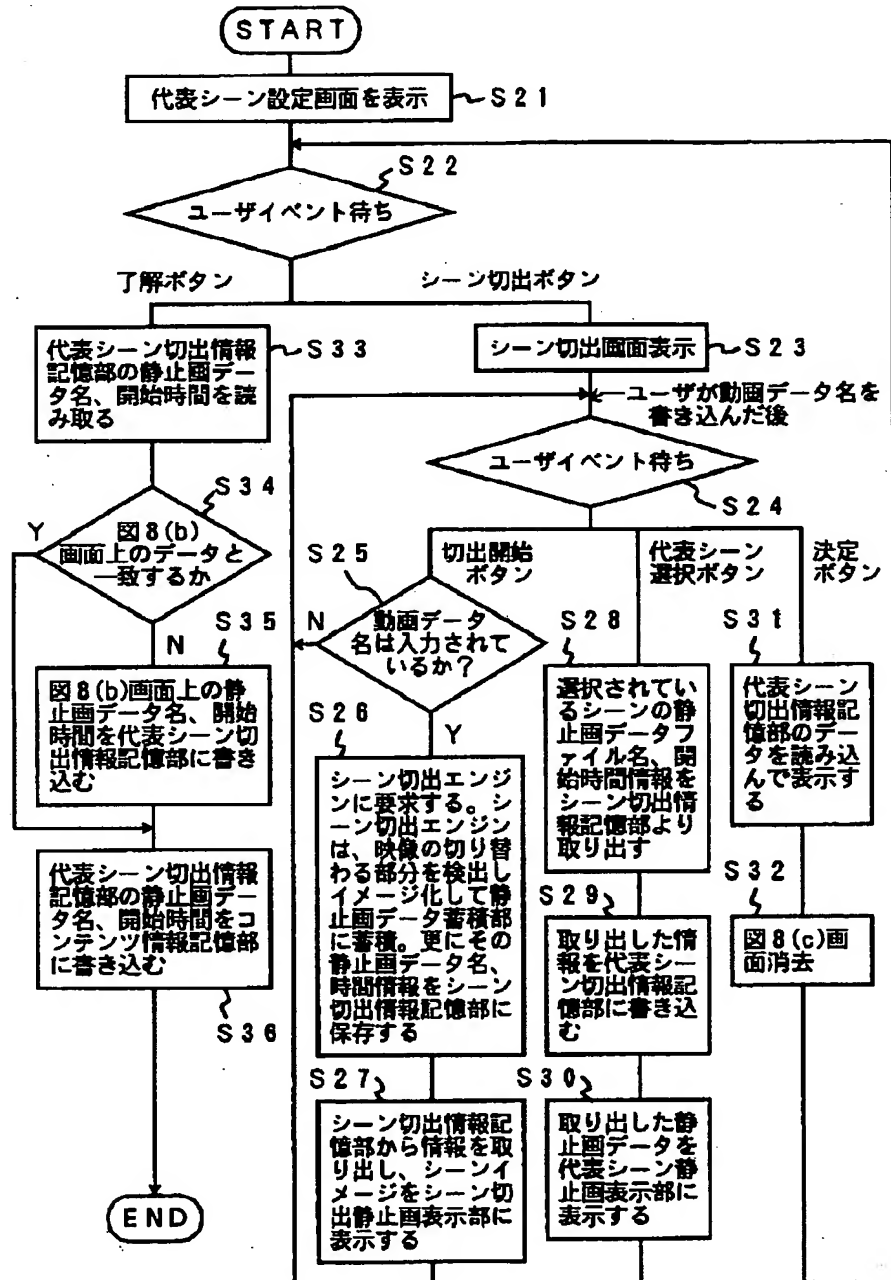 START
代表シーン設定画面を表示
S21
S22
ユーザイベント待ち
了解ボタン
シーン切出ボタン
代表シーン切出情報
記憶部の静止画デー
タ名、開始時間を読
み取る
S33
シーン切出画面表示
S23
ユーザが動画データ名を
書き込んだ後
ユーザイベント待ち
S24
S34
Y
図8(b)
画面上のデータと
一致するか
N
S35
図8(b)画面上の静
止画データ名、開始
時間を代表シーン切
出情報記憶部に書き
込む
代表シーン切出情報
記憶部の静止画デー
タ名、開始時間をコ
ンテンツ情報記憶部
に書き込む
S36
END
S25
切出開始
ボタン
N
動画データ
名は入力されて
いるか?
Y
S26
シーン切出エンジ
ンに要求する。シ
ーン切出エンジン
は、映像の切り替
わる部分を検出し
イメージ化して静
止画データ蓄積部
に蓄積。更にその
静止画データ名、
時間情報をシーン
切出情報記憶部に
保存する
S27
シーン切出情報記
憶部から情報を取
り出し、シーンイ
メージをシーン切
出静止画表示部に
表示する
代表シーン
選択ボタン
S28
選択されてい
るシーンの静
止画データフ
ァイル名、開
始時間情報を
シーン切出情
報記憶部より
取り出す
S29
取り出した情
報を代表シー
ン切出情報記
憶部に書き込
む
S30
取り出した静
止画データを
代表シーン静
止画表示部に
表示する
決定
ボタン
S31
代表シーン
切出情報記
憶部のデー
タを読み込
んで表示す
る
S32
図8(c)画
面消去